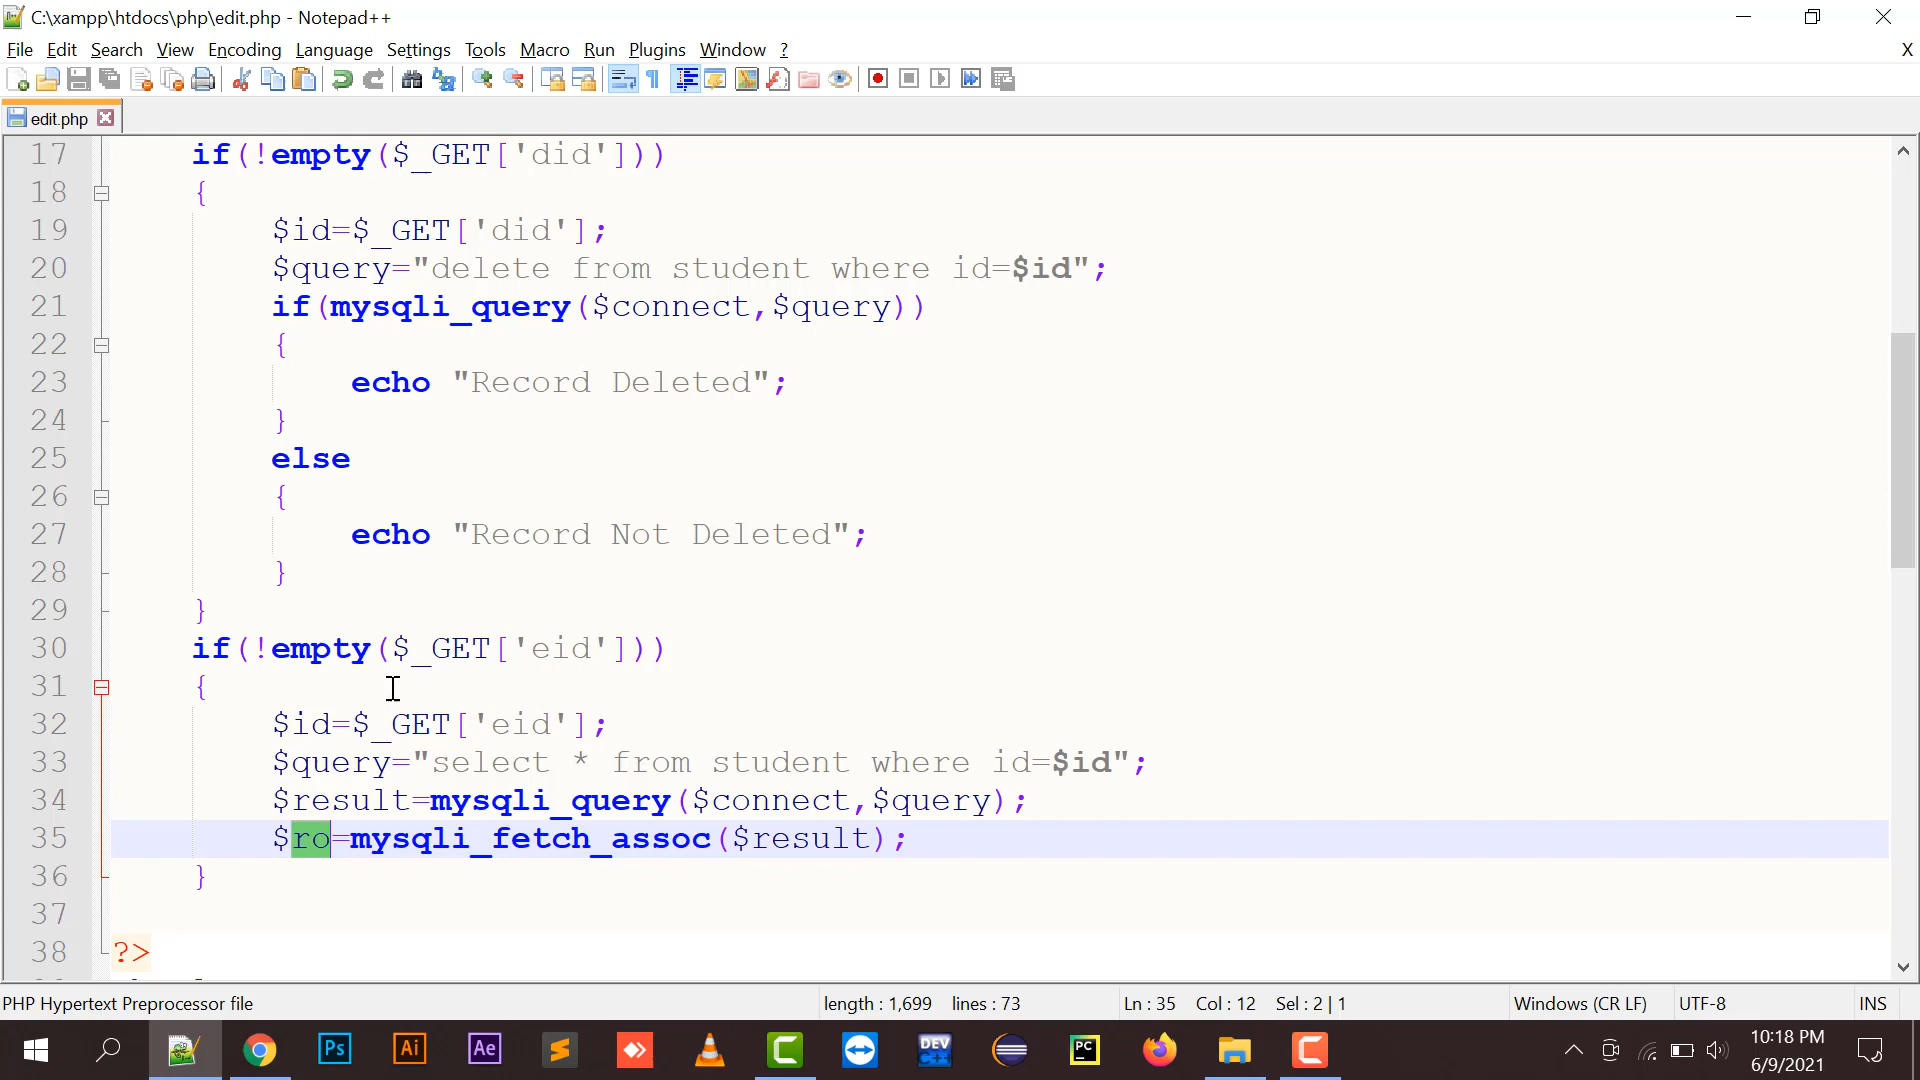 C:\xampp\htdocs\php\edit.php - Notepad++
File Edit Search View Encoding Language Settings Tools Macro Run Plugins Window ?
X
edit.php
17 if(!empty($_GET['did']))
18 {
19 $id=$_GET['did'];
20 $query="delete from student where id=$id";
21 if(mysqli_query($connect,$query))
22 {
23 echo "Record Deleted";
24 }
25 else
26 {
27 echo "Record Not Deleted";
28 }
29 }
30 if(!empty($_GET['eid']))
31 {
32 $id=$_GET['eid'];
33 $query="select * from student where id=$id";
34 $result=mysqli_query($connect,$query);
35 $ro=mysqli_fetch_assoc($result);
36 }
37
38 ?>
PHP Hypertext Preprocessor file length : 1,699 lines : 73 Ln : 35 Col : 12 Sel : 2 | 1 Windows (CR LF) UTF-8 INS
Ps Ai Ae DEV C++ PC
10:18 PM
6/9/2021